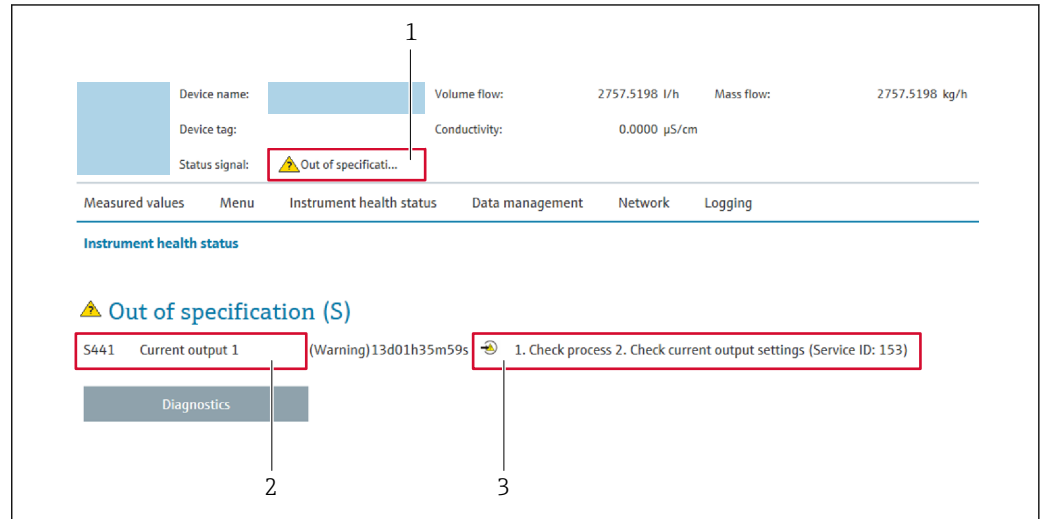 1
Device name: Volume flow: 2757.5198 l/h Mass flow: 2757.5198 kg/h
Device tag: Conductivity: 0.0000 µS/cm
Status signal: Out of specificati...
Measured values Menu Instrument health status Data management Network Logging
Instrument health status
Out of specification (S)
S441 Current output 1 (Warning)13d01h35m59s 1. Check process 2. Check current output settings (Service ID: 153)
Diagnostics
2 3